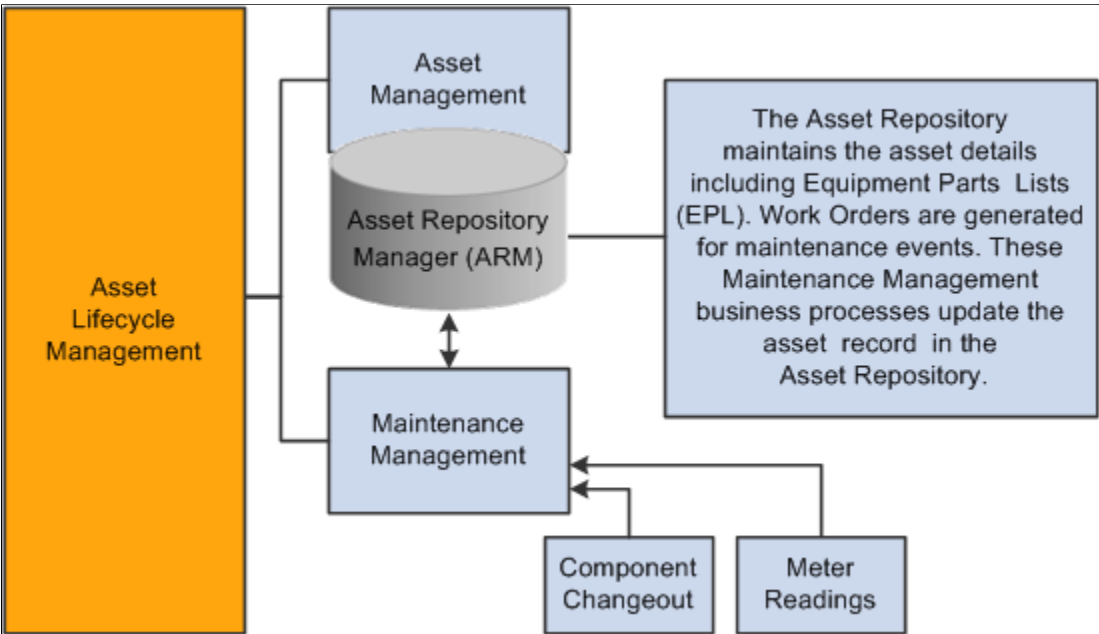 Asset
Lifecycle
Management
Asset
Management
Asset Repository
Manager (ARM)
The Asset Repository
maintains the asset details
including Equipment Parts Lists
(EPL). Work Orders are generated
for maintenance events. These
Maintenance Management
business processes update the
asset record in the
Asset Repository.
Maintenance
Management
Component
Changeout
Meter
Readings